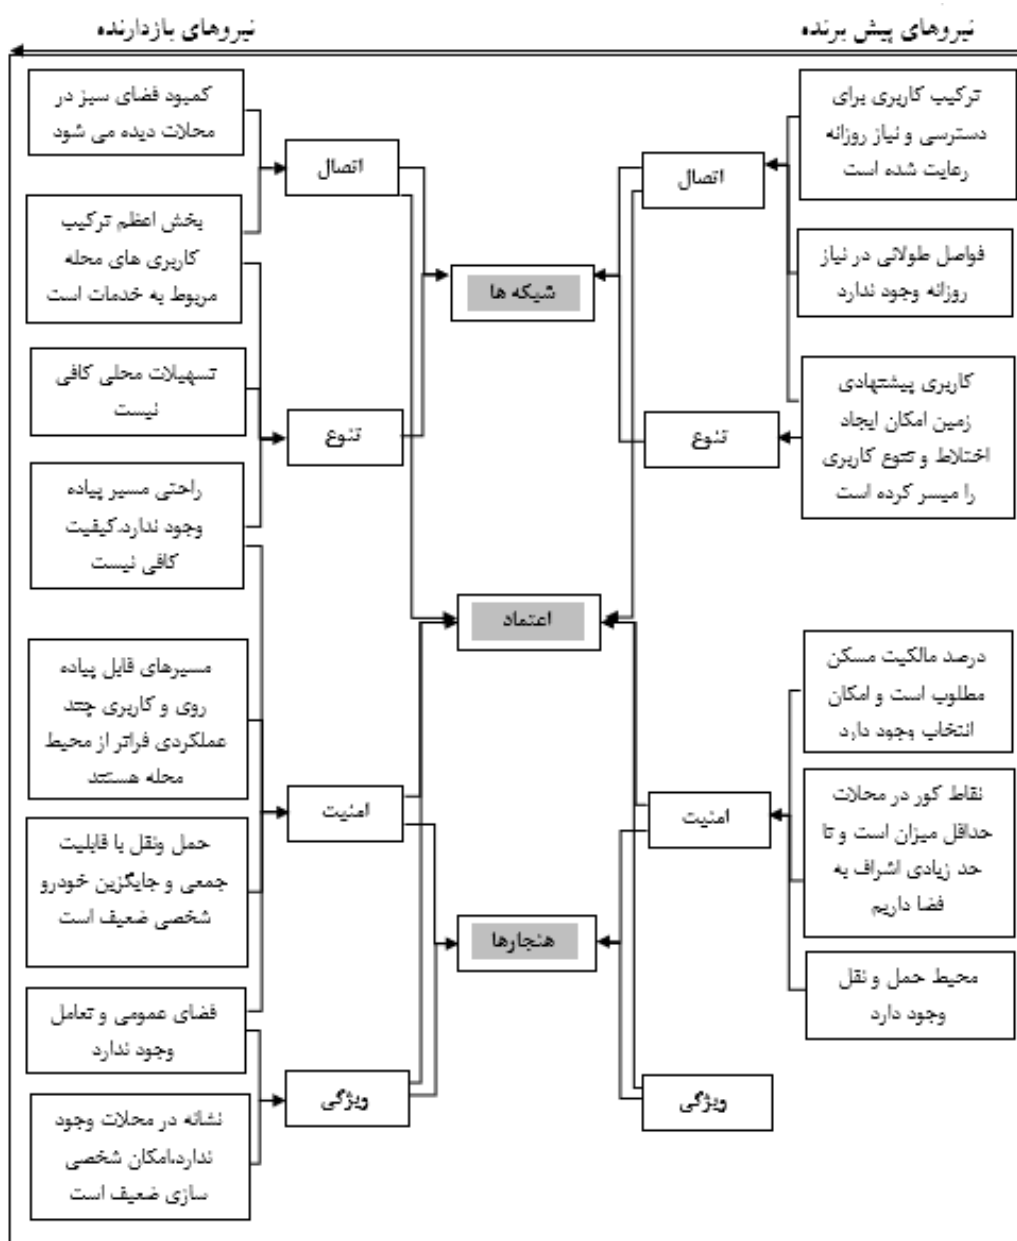 نیروهای پیش برنده
نیروهای بازدارنده
ترکیب کاربری برای
دسترسی و نیاز روزانه
رعایت شده است
فواصل طولانی در نیاز
روزانه وجود ندارد
کاربری پیشنهادی
زمین امکان ایجاد
اختلاط و تنوع کاربری
را میسر کرده است
درصد مالکیت مسکن
مطلوب است و امکان
انتخاب وجود دارد
نقاط کور در محلات
حداقل میزان است و تا
حد زیادی اشراف به
فضا داریم
محیط حمل و نقل
وجود دارد
اتصال
تنوع
امنیت
ویژگی
شبکه ها
اعتماد
هنجارها
اتصال
تنوع
امنیت
ویژگی
کمبود فضای سبز در
محلات دیده می شود
بخش اعظم ترکیب
کاربری های محله
مربوط به خدمات است
تسهیلات محلی کافی
نیست
راحتی مسیر پیاده
وجود ندارد.کیفیت
کافی نیست
مسیرهای قابل پیاده
روی و کاربری چند
عملکردی فراتر از محیط
محله هستند
حمل ونقل با قابلیت
جمعی و جایگزین خودرو
شخصی ضعیف است
فضای عمومی و تعامل
وجود ندارد
نشانه در محلات وجود
ندارد.امکان شخصی
سازی ضعیف است